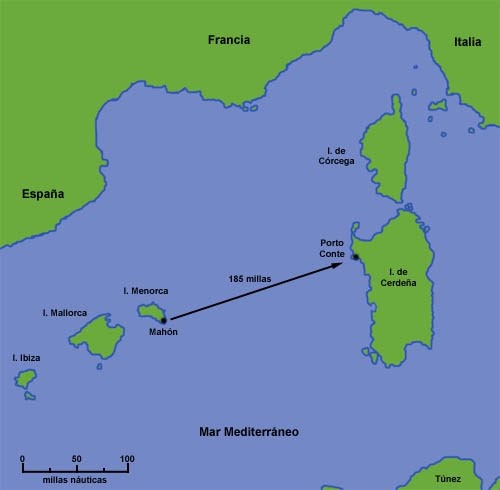 Francia
Italia
I. de
Córcega
España
Porto
Conte
I. de
Cerdeña
185 millas
I. Menorca
I. Mallorca
Mahón
I. Ibiza
Mar Mediterráneo
0 50 100
millas náuticas
Túnez